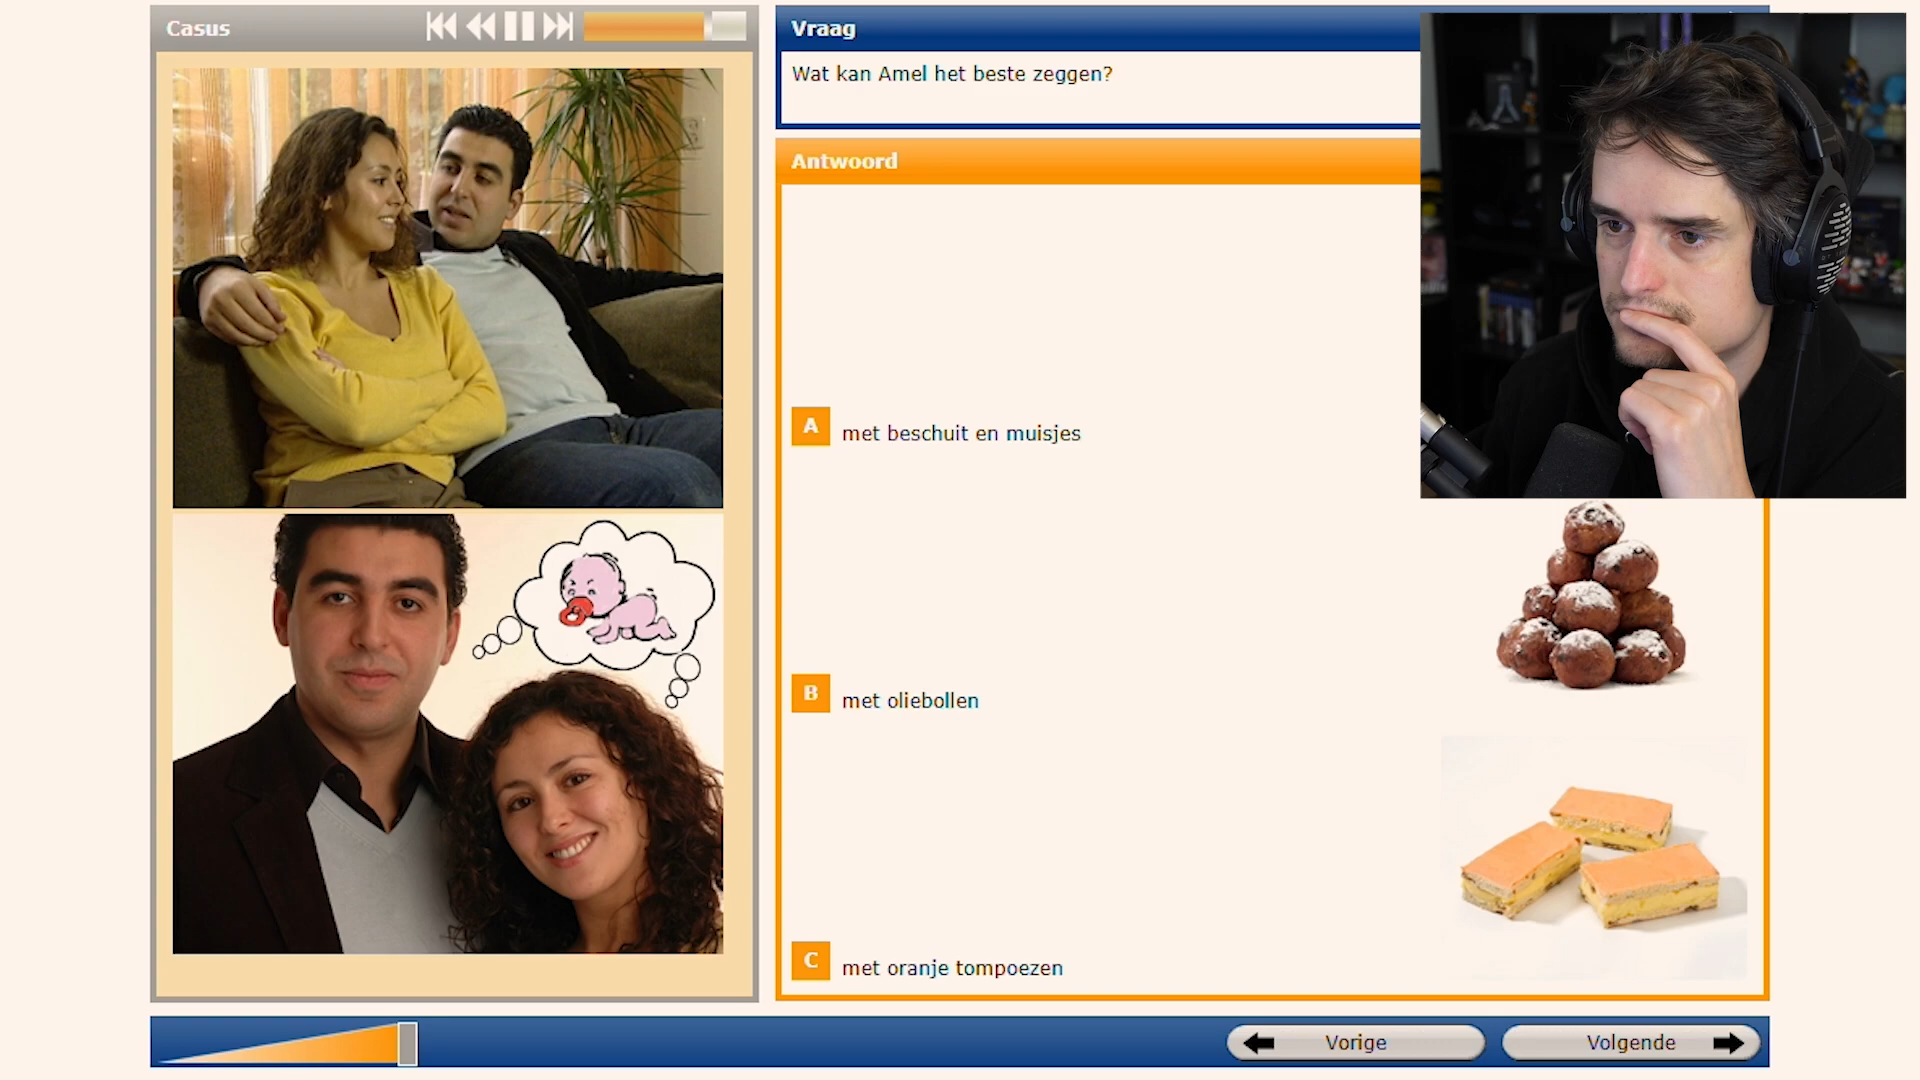 Casus
Vraag
Wat kan Amel het beste zeggen?
Antwoord
A
met beschuit en muisjes
B
met oliebollen
C
met oranje tompoezen
Vorige
Volgende